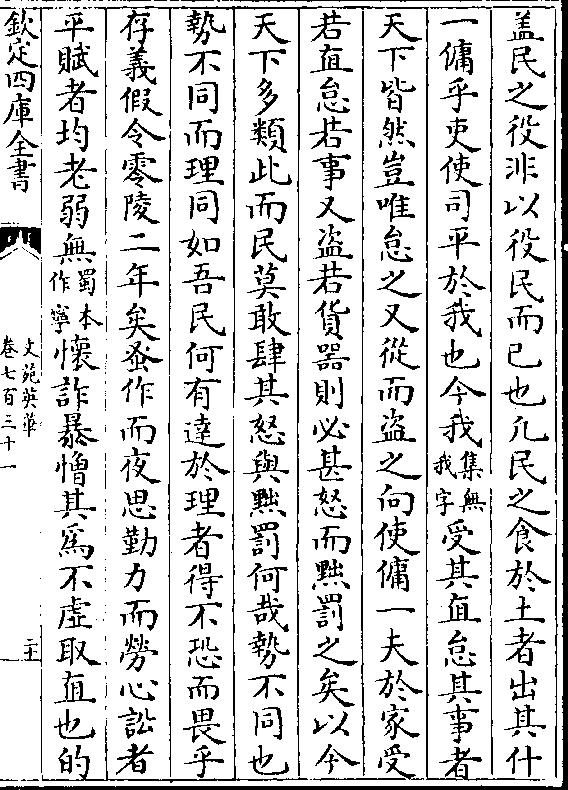 盖民之役非以役民而已也凡民之食於土者出其什
一傭乎吏使司平於我也今我集無我字受其直怠其事者
天下皆然豈唯怠之又從而盗之向使傭一夫於家受
若直怠若事又盗若貨器則必甚怒而黜罰之矣以今
天下多類此而民莫敢肆其怒與黜罰何哉勢不同也
勢不同而理同如吾民何有達於理者得不恐而畏乎
存義假令零陵二年矣蚤作而夜思勤力而勞心訟者
平賦者均老弱無蜀本作寧懷詐暴憎其爲不虚取直也的
欽定四庫全書
文苑英華
卷七百三十一
二十